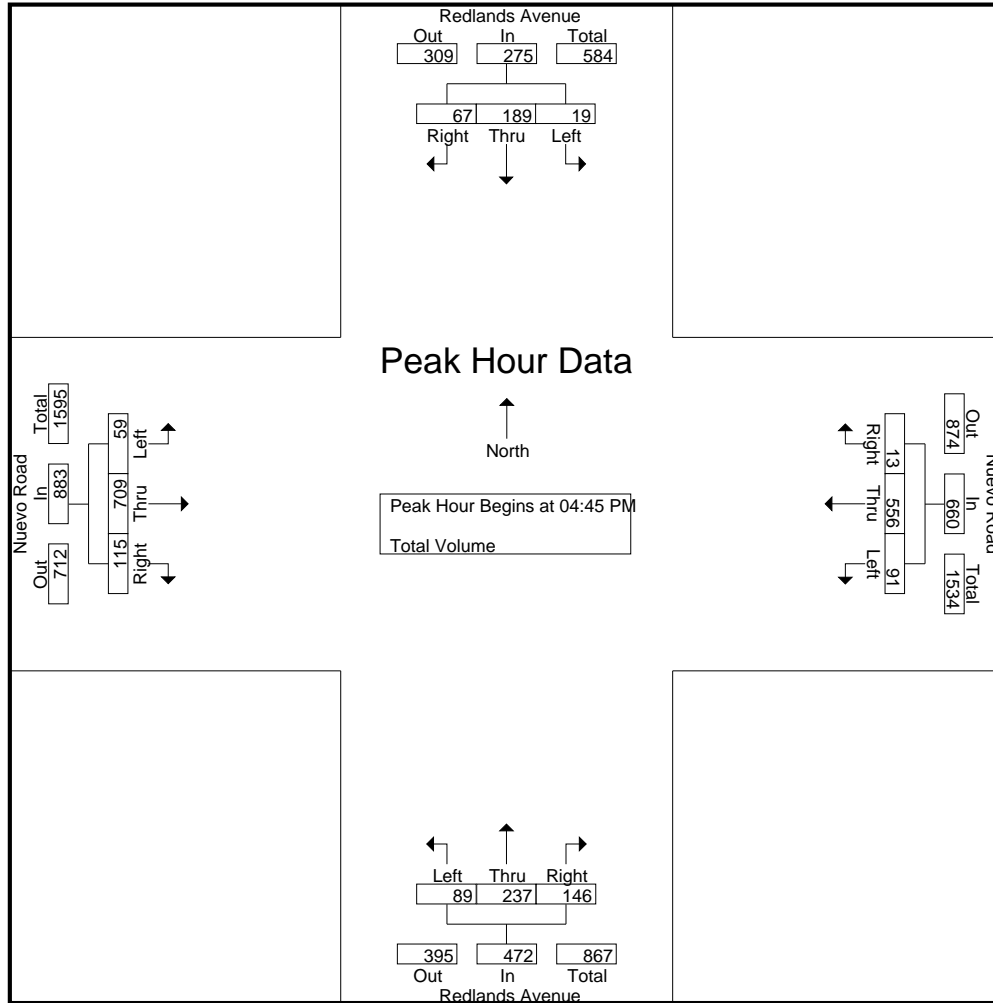 Redlands Avenue
Out In Total
309 275 584
67 189 19
Right Thru Left
Peak Hour Data
North
Peak Hour Begins at 04:45 PM
Total Volume
Nuevo Road
Total In Out
1595 883 712
59 709 115
Left Thru Right
Right Thru Left
13 556 91
Out In Total
874 660 1534
Nuevo Road
Left Thru Right
89 237 146
395 472 867
Out In Total
Redlands Avenue